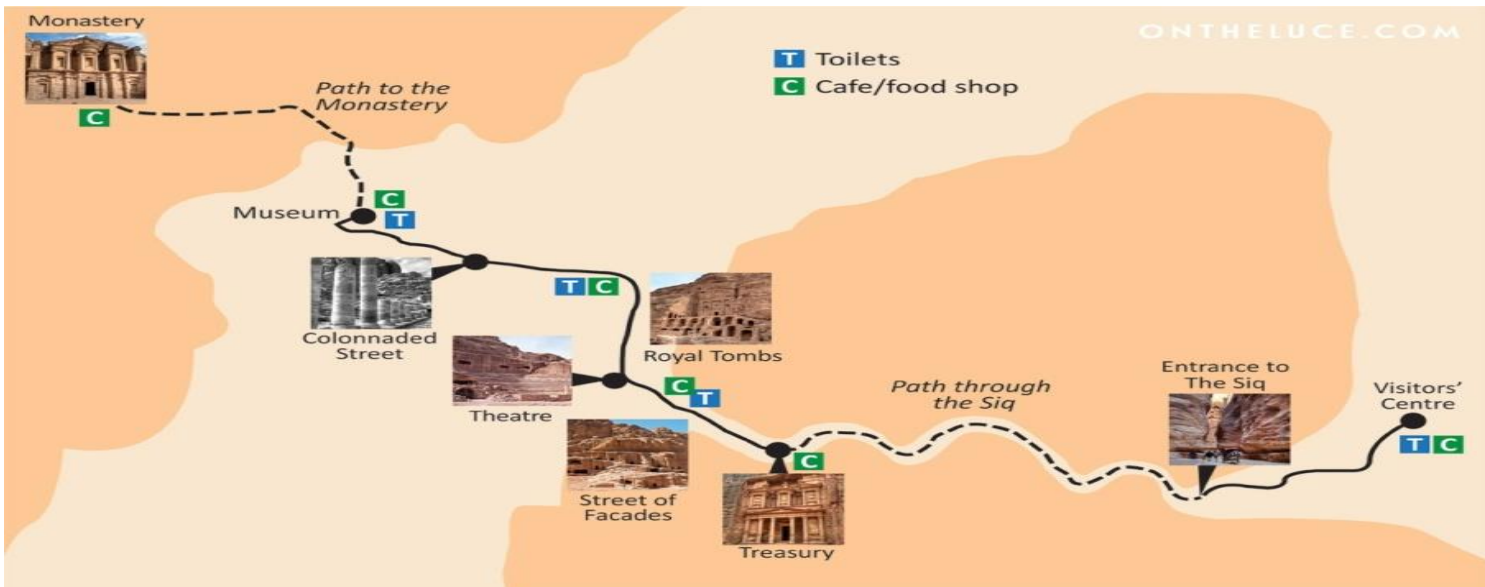 Monastery
ONTHELUCE.COM
T Toilets
C Cafe/food shop
Path to the
Monastery
C
C
Museum
T
T C
Colonnaded
Street
Royal Tombs
Entrance to
The Siq
Path through
the Siq
Visitors'
Centre
C
T
Theatre
T C
C
Street of
Facades
Treasury